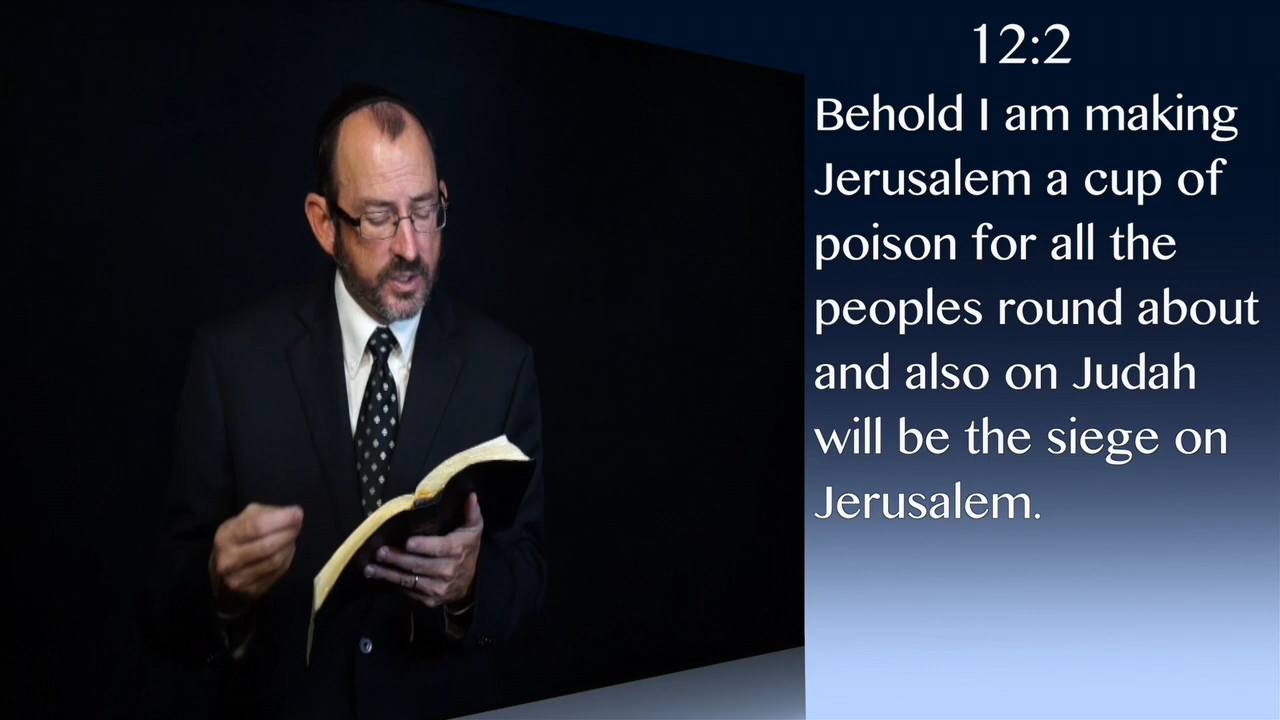 12:2
Behold I am making
Jerusalem a cup of
poison for all the
peoples round about
and also on Judah
will be the siege on
Jerusalem.